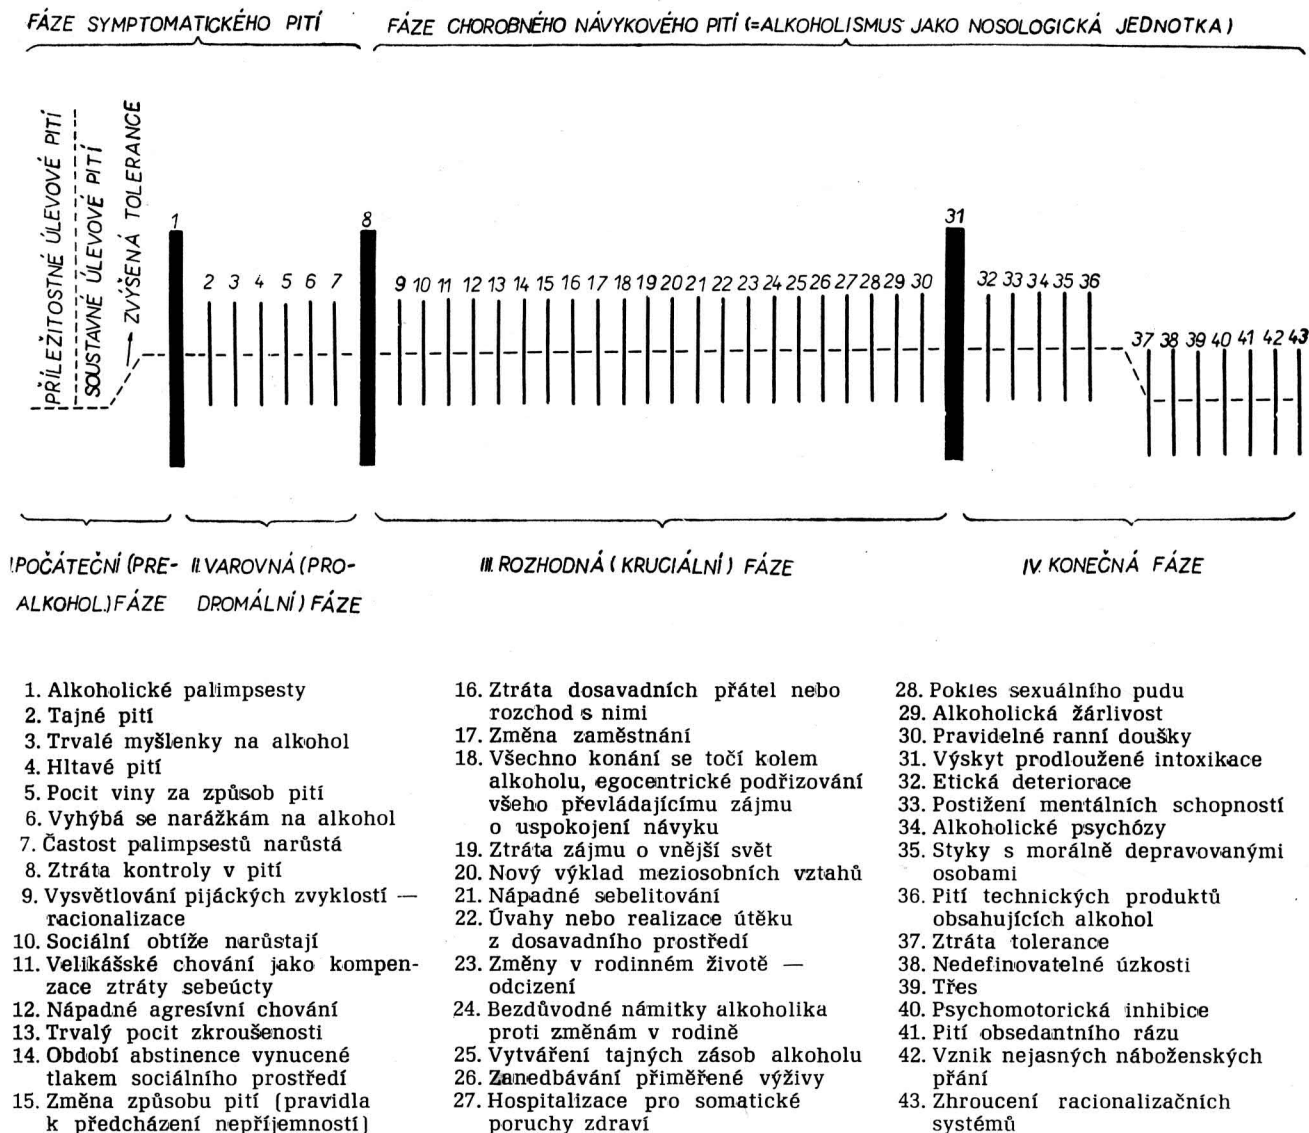 FÁZE SYMPTOMATICKÉHO PITÍ
FÁZE CHOROBNÉHO NÁVYKOVÉHO PITÍ (=ALKOHOLISMUS JAKO NOSOLOGICKÁ JEDNOTKA)
PŘÍLEŽITOSTNÉ ÚLEVOVÉ PITÍ
SOUSTAVNÉ ÚLEVOVÉ PITÍ
ZVÝŠENÁ TOLERANCE
1
2 3 4 5 6 7
8
9 10 11 12 13 14 15 16 17 18 19 20 21 22 23 24 25 26 27 28 29 30
31
32 33 34 35 36
37 38 39 40 41 42 43
I.POČÁTEČNÍ (PRE-
ALKOHOL.) FÁZE
II.VAROVNÁ (PRO-
DROMÁLNÍ) FÁZE
III. ROZHODNÁ (KRUCIÁLNÍ) FÁZE
IV. KONEČNÁ FÁZE
1. Alkoholické palimpsesty
2. Tajné pití
3. Trvalé myšlenky na alkohol
4. Hltavé pití
5. Pocit viny za způsob pití
6. Vyhýbá se narážkám na alkohol
7. Častost palimpsestů narůstá
8. Ztráta kontroly v pití
9. Vysvětlování pijáckých zvyklostí —
racionalizace
10. Sociální obtíže narůstají
11. Velikášské chování jako kompen-
zace ztráty sebeúcty
12. Nápadné agresívní chování
13. Trvalý pocit zkroušenosti
14. Období abstinence vynucené
tlakem sociálního prostředí
15. Změna způsobu pití (pravidla
k předcházení nepříjemností)
16. Ztráta dosavadních přátel nebo
rozchod s nimi
17. Změna zaměstnání
18. Všechno konání se točí kolem
alkoholu, egocentrické podřizování
všeho převládajícímu zájmu
o uspokojení návyku
19. Ztráta zájmu o vnější svět
20. Nový výklad meziosobních vztahů
21. Nápadné sebelitování
22. Úvahy nebo realizace útěku
z dosavadního prostředí
23. Změny v rodinném životě —
odcizení
24. Bezdůvodné námitky alkoholika
proti změnám v rodině
25. Vytváření tajných zásob alkoholu
26. Zanedbávání přiměřené výživy
27. Hospitalizace pro somatické
poruchy zdraví
28. Pokles sexuálního pudu
29. Alkoholická žárlivost
30. Pravidelné ranní doušky
31. Výskyt prodloužené intoxikace
32. Etická deteriorace
33. Postižení mentálních schopností
34. Alkoholické psychózy
35. Styky s morálně depravovanými
osobami
36. Pití technických produktů
obsahujících alkohol
37. Ztráta tolerance
38. Nedefinovatelné úzkosti
39. Třes
40. Psychomotorická inhibice
41. Pití obsedantního rázu
42. Vznik nejasných náboženských
přání
43. Zhroucení racionalizačních
systémů